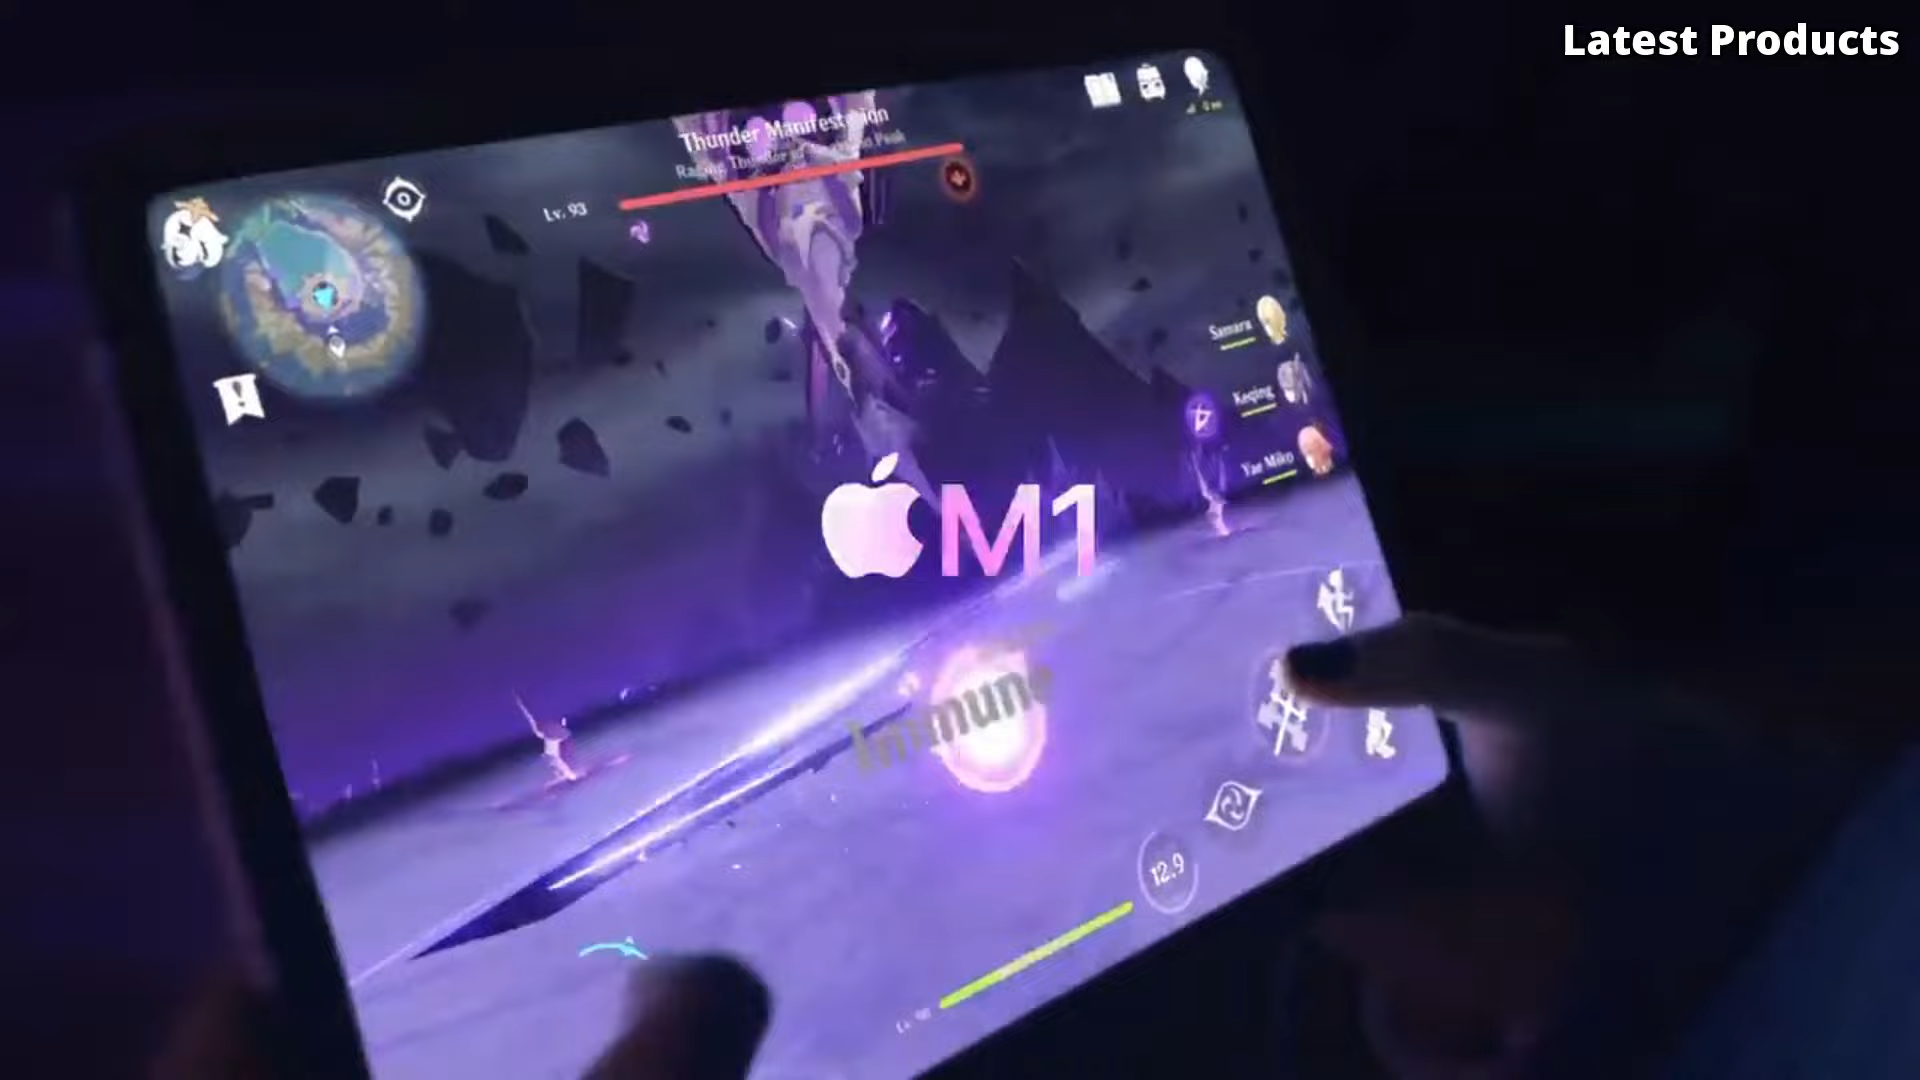 Latest Products
Thunder Manifestation
Lv. 93
Samara
Keqing
Yae Miko
M1
Immune
12.9